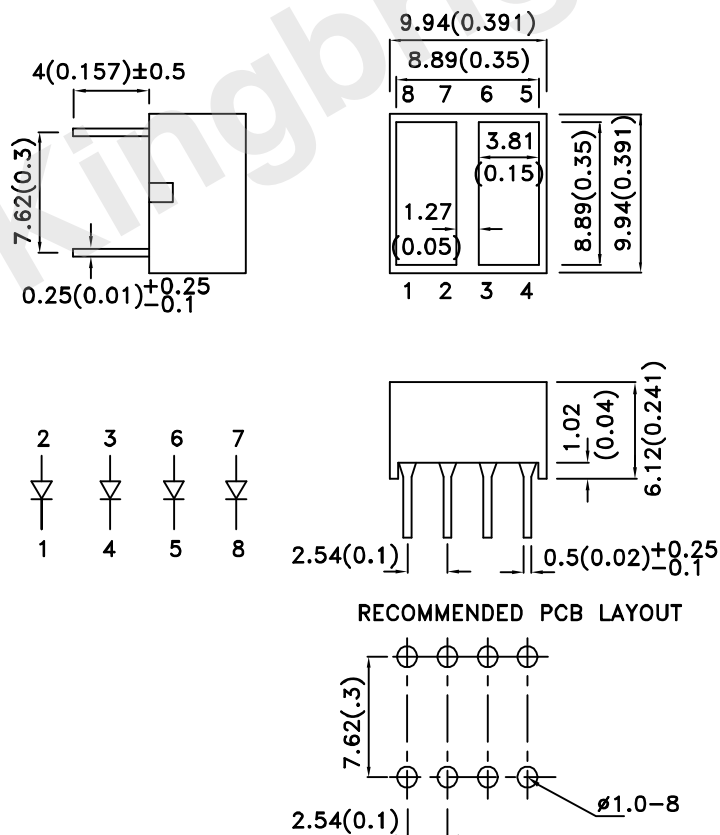 Kingbrig
9.94(0.391)
8.89(0.35)
8 7 6 5
4(0.157)±0.5
7.62(0.3)
0.25(0.01)+0.25
-0.1
3.81
(0.15)
1.27
(0.05)
8.89(0.35)
9.94(0.391)
1 2 3 4
2 3 6 7
1 4 5 8
1.02
(0.04)
6.12(0.241)
2.54(0.1)
0.5(0.02)+0.25
-0.1
RECOMMENDED PCB LAYOUT
7.62(.3)
2.54(0.1)
ø1.0-8